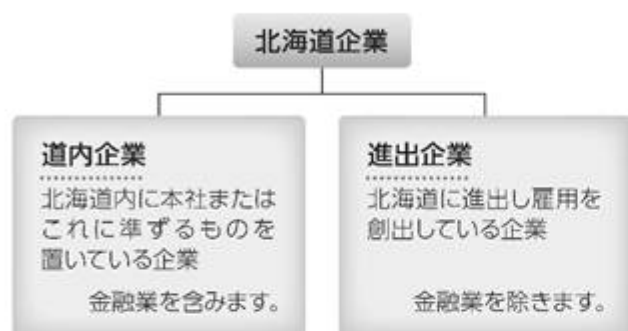 北海道企業
道内企業
北海道内に本社または
これに準ずるものを
置いている企業
金融業を含みます。
進出企業
北海道に進出し雇用を
創出している企業
金融業を除きます。